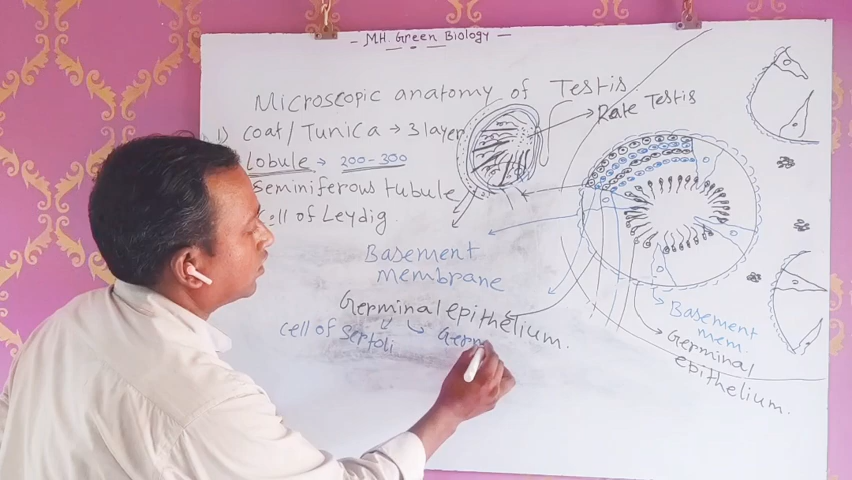 - MH. Green Biology -
Microscopic anatomy of Testis
1) coat / Tunica → 3 layer
Rete Testis
Lobule → 200-300
Seminiferous tubule
cell of Leydig
Basement
membrane
Germinal epithelium.
cell of Sertoli
Germ
Basement
mem.
Germinal
epithelium.